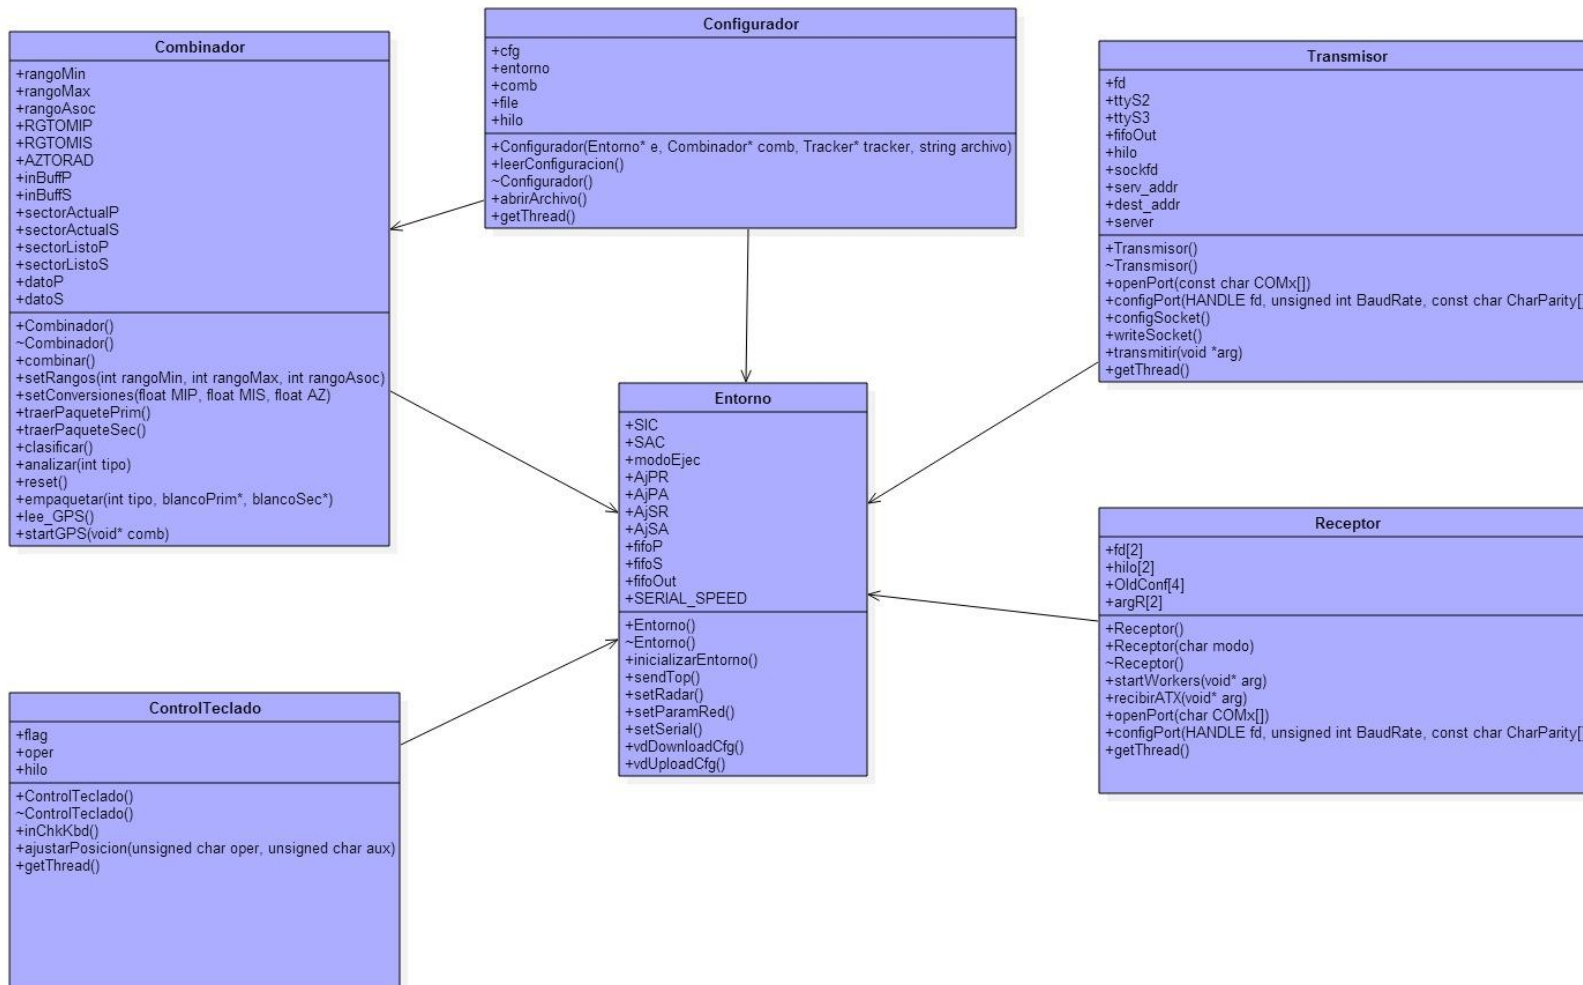 Combinador
+rangoMin
+rangoMax
+rangoAsoc
+RGTOMIP
+RGTOMIS
+AZTORAD
+inBuffP
+inBuffS
+sectorActualP
+sectorActualS
+sectorListoP
+sectorListoS
+datoP
+datoS
+Combinador()
~Combinador()
+combinar()
+setRangos(int rangoMin, int rangoMax, int rangoAsoc)
+setConversiones(float MIP, float MIS, float AZ)
+traerPaquetePrim()
+traerPaqueteSec()
+clasificar()
+analizar(int tipo)
+reset()
+empaquetar(int tipo, blancoPrim*, blancoSec*)
+lee_GPS()
+startGPS(void* comb)
Configurador
+cfg
+entorno
+comb
+file
+hilo
+Configurador(Entorno* e, Combinador* comb, Tracker* tracker, string archivo)
+leerConfiguracion()
~Configurador()
+abrirArchivo()
+getThread()
Transmisor
+fd
+ttyS2
+ttyS3
+fifoOut
+hilo
+sockfd
+serv_addr
+dest_addr
+server
+Transmisor()
~Transmisor()
+openPort(const char COMx[])
+configPort(HANDLE fd, unsigned int BaudRate, const char CharParity[]
+configSocket()
+writeSocket()
+transmitir(void *arg)
+getThread()
Entorno
+SIC
+SAC
+modoEjec
+AjPR
+AjPA
+AjSR
+AjSA
+fifoP
+fifoS
+fifoOut
+SERIAL_SPEED
+Entorno()
~Entorno()
+inicializarEntorno()
+sendTop()
+setRadar()
+setParamRed()
+setSerial()
+vdDownloadCfg()
+vdUploadCfg()
Receptor
+fd[2]
+hilo[2]
+OldConf[4]
+argR[2]
+Receptor()
+Receptor(char modo)
~Receptor()
+startWorkers(void* arg)
+recibirATX(void* arg)
+openPort(char COMx[])
+configPort(HANDLE fd, unsigned int BaudRate, const char CharParity[]
+getThread()
ControlTeclado
+flag
+oper
+hilo
+ControlTeclado()
~ControlTeclado()
+inChkKbd()
+ajustarPosicion(unsigned char oper, unsigned char aux)
+getThread()